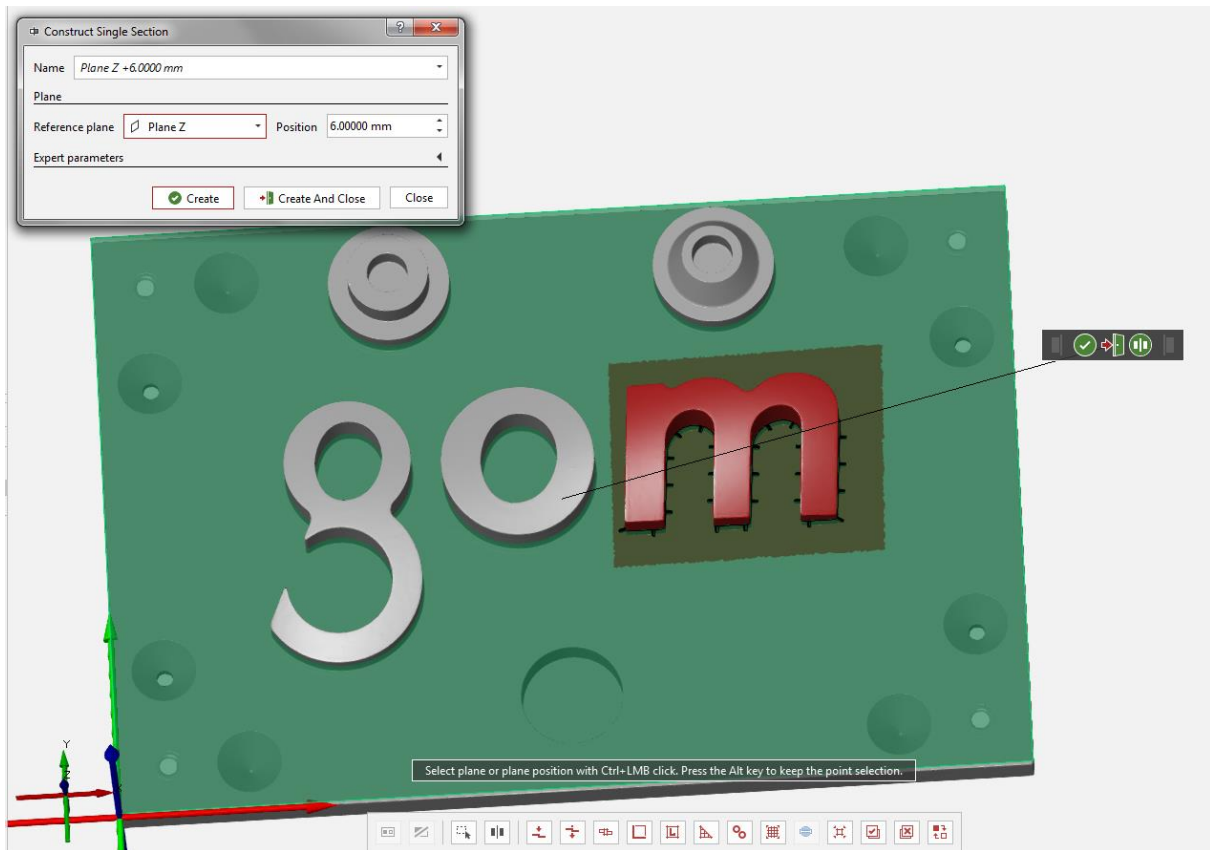 Construct Single Section
Name Plane Z +6.0000 mm
Plane
Reference plane Plane Z Position 6.00000 mm
Expert parameters
Create Create And Close Close
gom
Y
Z
Select plane or plane position with Ctrl+LMB click. Press the Alt key to keep the point selection.